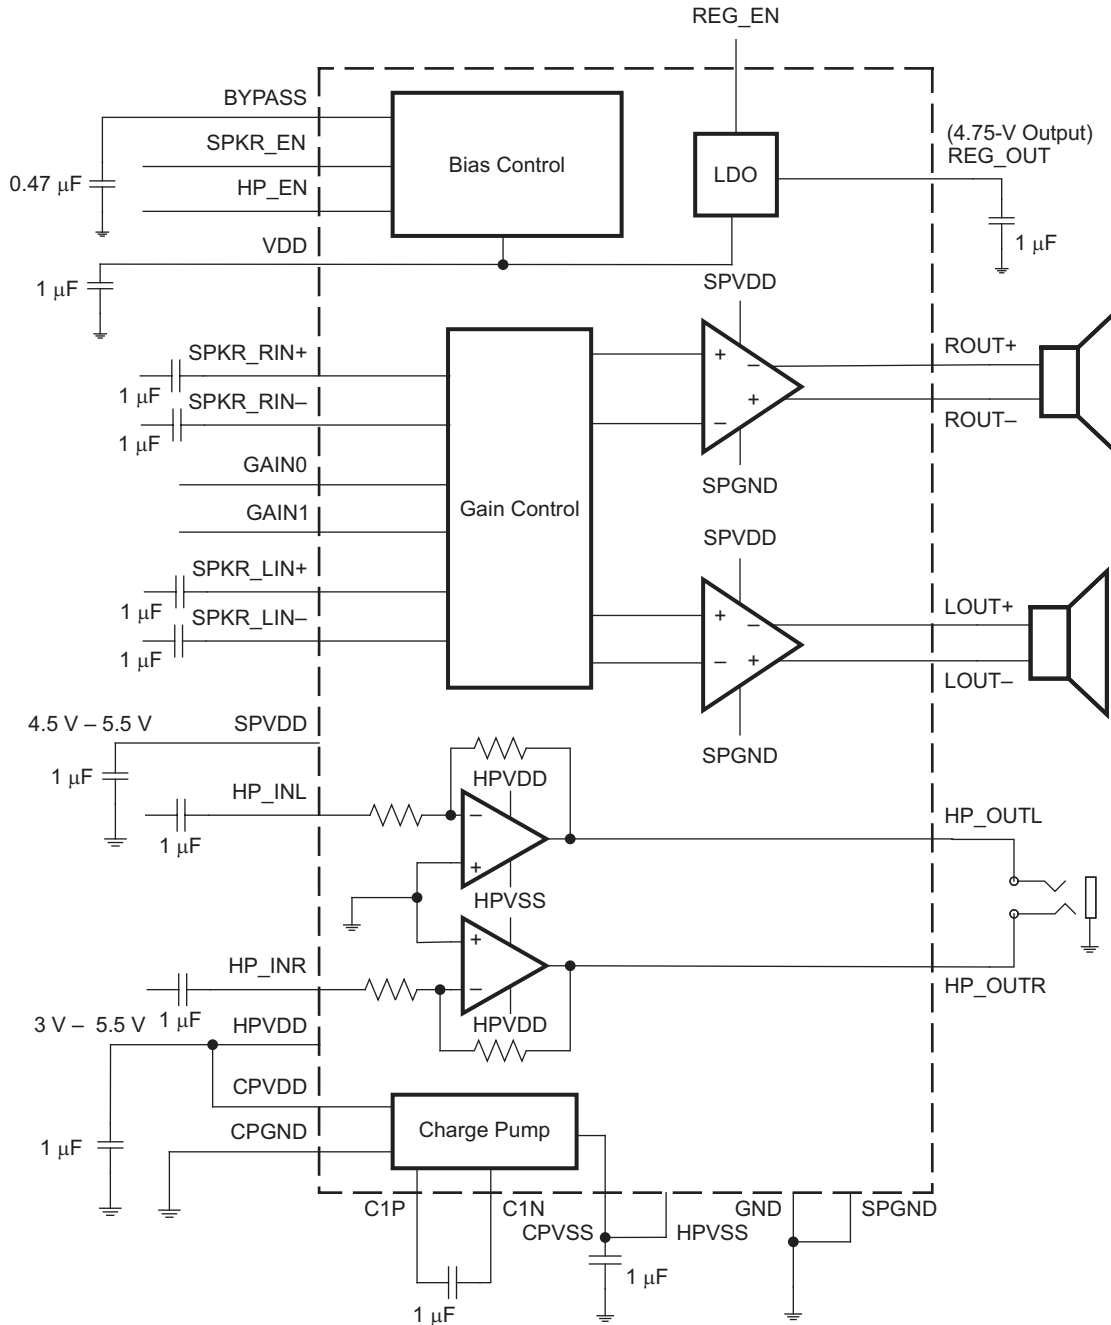 REG_EN
BYPASS
SPKR_EN
0.47 µF
HP_EN
Bias Control
LDO
(4.75-V Output)
REG_OUT
1 µF
VDD
1 µF
SPVDD
SPKR_RIN+
1 µF
SPKR_RIN–
1 µF
GAIN0
GAIN1
Gain Control
+
–
–
+
ROUT+
ROUT–
SPGND
SPVDD
SPKR_LIN+
1 µF
SPKR_LIN–
1 µF
+
–
–
+
LOUT+
LOUT–
SPGND
4.5 V – 5.5 V
SPVDD
1 µF
HP_INL
1 µF
HPVDD
–
+
HPVSS
HP_OUTL
+
–
HPVDD
HP_INR
1 µF
HP_OUTR
3 V – 5.5 V
HPVDD
CPVDD
CPGND
1 µF
Charge Pump
C1P
C1N
1 µF
CPVSS
HPVSS
1 µF
GND
SPGND